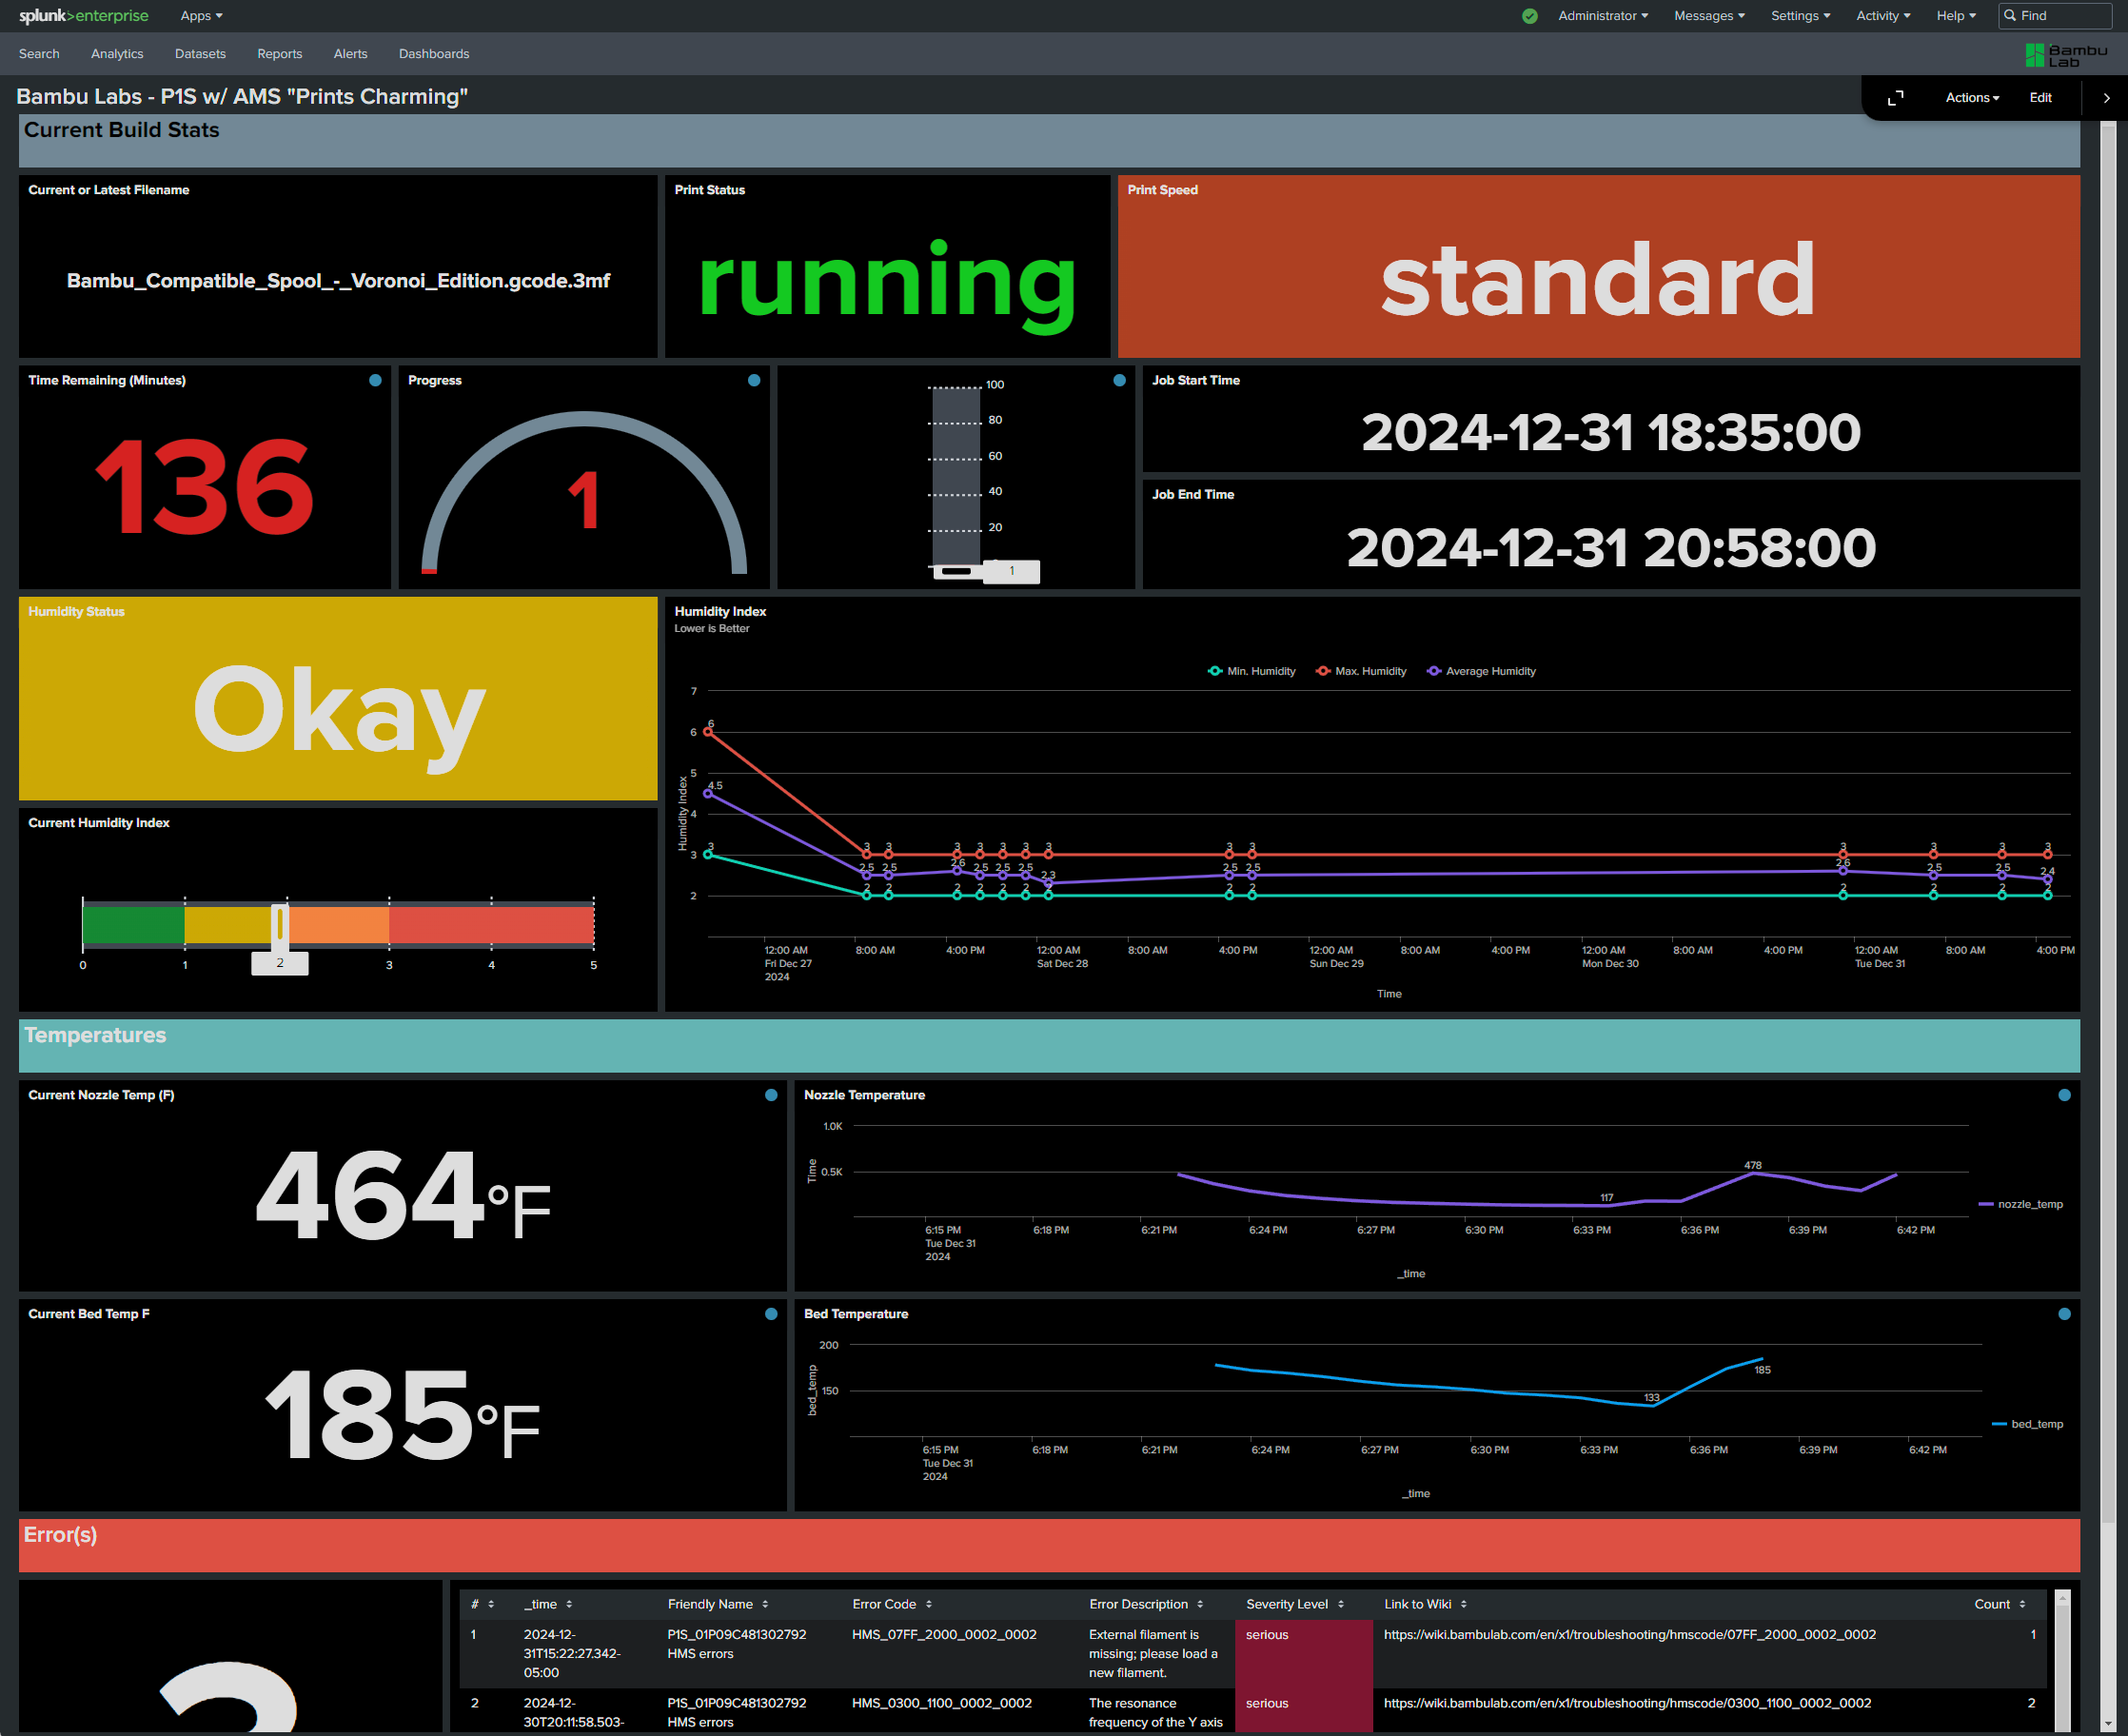 splunk>enterprise Apps Administrator Messages Settings Activity Help Find
Search Analytics Datasets Reports Alerts Dashboards Bambu Lab
Bambu Labs - P1S w/ AMS "Prints Charming" Actions Edit
Current Build Stats
Current or Latest Filename
Bambu_Compatible_Spool_-_Voronoi_Edition.gcode.3mf
Print Status
running
Print Speed
standard
Time Remaining (Minutes)
136
Progress
1
100
80
60
40
20
1
Job Start Time
2024-12-31 18:35:00
Job End Time
2024-12-31 20:58:00
Humidity Status
Okay
Current Humidity Index
0 1 2 3 4 5
Humidity Index
Lower is Better
Min. Humidity Max. Humidity Average Humidity
Humidity Index
7
6
5
4
3
2
6
4.5
3
3 3 3 3 3 3 3 3 3 3 3 3 3
2.5 2.5 2.6 2.5 2.5 2.5 2.3 2.5 2.5 2.6 2.5 2.5 2.4
2 2 2 2 2 2 2 2 2 2 2 2 2
12:00 AM 8:00 AM 4:00 PM 12:00 AM 8:00 AM 4:00 PM 12:00 AM 8:00 AM 4:00 PM 12:00 AM 8:00 AM 4:00 PM 12:00 AM 8:00 AM 4:00 PM
Fri Dec 27 Sat Dec 28 Sun Dec 29 Mon Dec 30 Tue Dec 31
2024
Time
Temperatures
Current Nozzle Temp (F)
464°F
Nozzle Temperature
Time
1.0K
0.5K
117
478
nozzle_temp
6:15 PM 6:18 PM 6:21 PM 6:24 PM 6:27 PM 6:30 PM 6:33 PM 6:36 PM 6:39 PM 6:42 PM
Tue Dec 31
2024
_time
Current Bed Temp F
185°F
Bed Temperature
bed_temp
200
150
133
185
bed_temp
6:15 PM 6:18 PM 6:21 PM 6:24 PM 6:27 PM 6:30 PM 6:33 PM 6:36 PM 6:39 PM 6:42 PM
Tue Dec 31
2024
_time
Error(s)
# _time Friendly Name Error Code Error Description Severity Level Link to Wiki Count
1 2024-12- P1S_01P09C481302792 HMS_07FF_2000_0002_0002 External filament is serious https://wiki.bambulab.com/en/x1/troubleshooting/hmscode/07FF_2000_0002_0002 1
31T15:22:27.342- HMS errors missing; please load a
05:00 new filament.
2 2024-12- P1S_01P09C481302792 HMS_0300_1100_0002_0002 The resonance serious https://wiki.bambulab.com/en/x1/troubleshooting/hmscode/0300_1100_0002_0002 2
30T20:11:58.503- HMS errors frequency of the Y axis